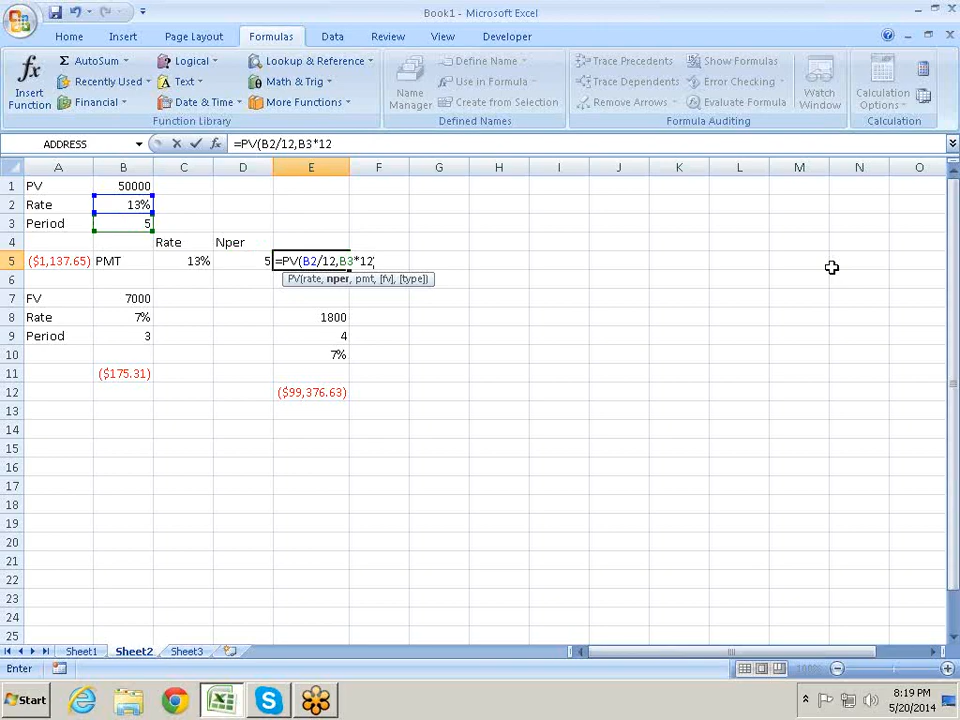 Book1 - Microsoft Excel
Home Insert Page Layout Formulas Data Review View Developer
fx Insert Function
Σ AutoSum
Recently Used
Financial
Logical
Text
Date & Time
Lookup & Reference
Math & Trig
More Functions
Function Library
Name Manager
Define Name
Use in Formula
Create from Selection
Defined Names
Trace Precedents
Trace Dependents
Remove Arrows
Show Formulas
Error Checking
Evaluate Formula
Formula Auditing
Watch Window
Calculation Options
Calculation
ADDRESS fx =PV(B2/12,B3*12
A B C D E F G H I J K L M N O
1 PV 50000
2 Rate 13%
3 Period 5
4 Rate Nper
5 ($1,137.65) PMT 13% 5 =PV(B2/12,B3*12
6 PV(rate, nper, pmt, [fv], [type])
7 FV 7000
8 Rate 7% 1800
9 Period 3 4
10 7%
11 ($175.31)
12 ($99,376.63)
13
14
15
16
17
18
19
20
21
22
23
24
25
Sheet1 Sheet2 Sheet3
Enter 100%
Start 8:19 PM
5/20/2014